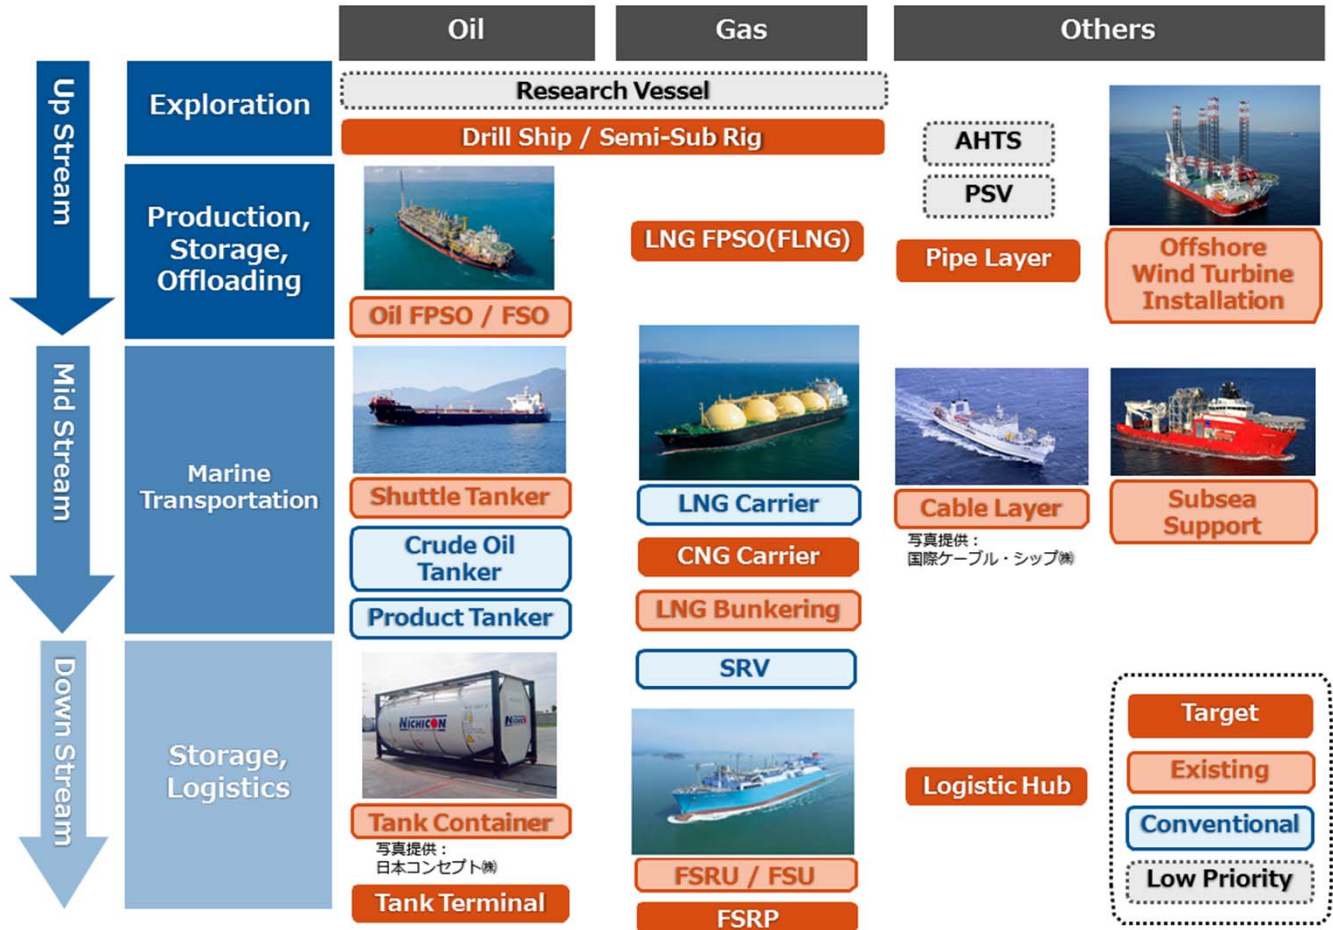 Oil
Gas
Others
Up Stream
Exploration
Research Vessel
Drill Ship / Semi-Sub Rig
AHTS
PSV
Production,
Storage,
Offloading
Oil FPSO / FSO
LNG FPSO(FLNG)
Pipe Layer
Offshore
Wind Turbine
Installation
Mid Stream
Marine
Transportation
Shuttle Tanker
Crude Oil
Tanker
Product Tanker
LNG Carrier
CNG Carrier
LNG Bunkering
Cable Layer
写真提供：
国際ケーブル・シップ㈱
Subsea
Support
Down Stream
Storage,
Logistics
NICHICON
NICHICON
Tank Container
写真提供：
日本コンセプト㈱
Tank Terminal
SRV
FSRU / FSU
FSRP
Logistic Hub
Target
Existing
Conventional
Low Priority